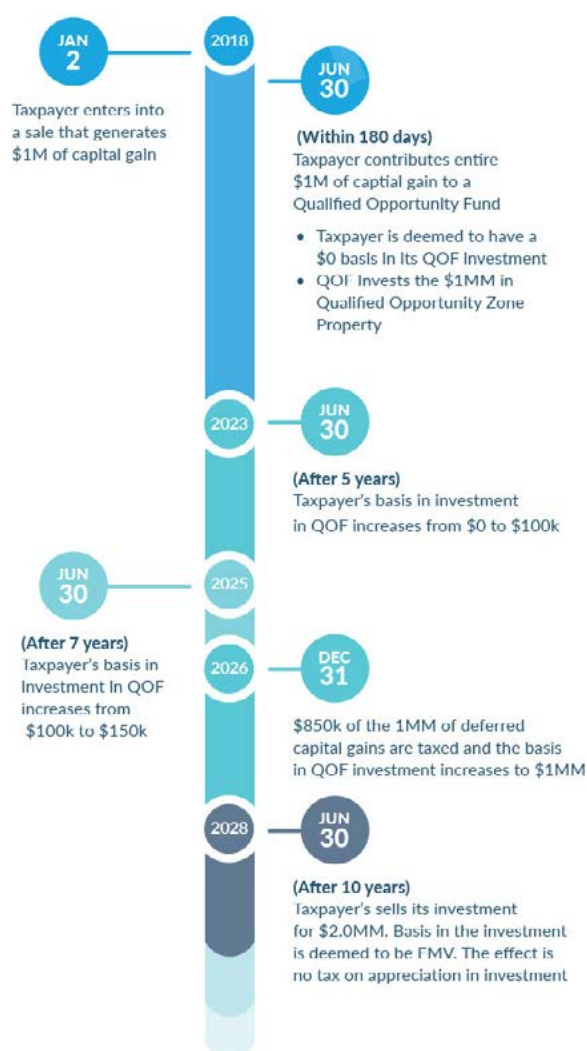 JAN
2
2018
Taxpayer enters into
a sale that generates
$1M of capital gain
JUN
30
(Within 180 days)
Taxpayer contributes entire
$1M of captial gain to a
Qualified Opportunity Fund
• Taxpayer is deemed to have a
$0 basis in its QOF Investment
• QOF Invests the $1MM in
Qualified Opportunity Zone
Property
2023
JUN
30
(After 5 years)
Taxpayer's basis in investment
in QOF increases from $0 to $100k
JUN
30
2025
(After 7 years)
Taxpayer's basis in
Investment In QOF
increases from
$100k to $150k
2026
DEC
31
$850k of the 1MM of deferred
capital gains are taxed and the basis
in QOF investment increases to $1MM
2028
JUN
30
(After 10 years)
Taxpayer's sells its investment
for $2.0MM. Basis in the investment
is deemed to be FMV. The effect is
no tax on appreciation in investment